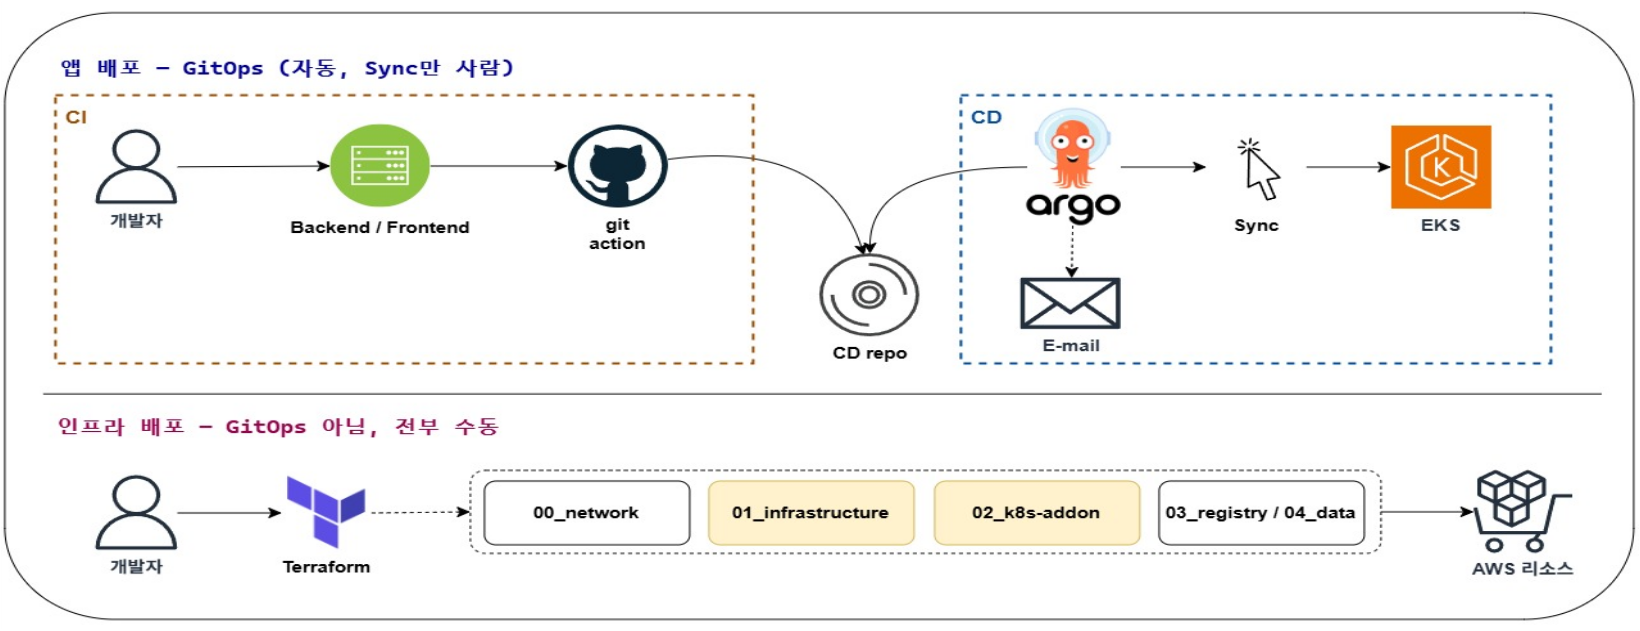 앱 배포 – GitOps (자동, Sync만 사람)
CI
개발자
Backend / Frontend
git
action
CD repo
CD
argo
Sync
EKS
E-mail
인프라 배포 – GitOps 아님, 전부 수동
개발자
Terraform
00_network
01_infrastructure
02_k8s-addon
03_registry / 04_data
AWS 리소스